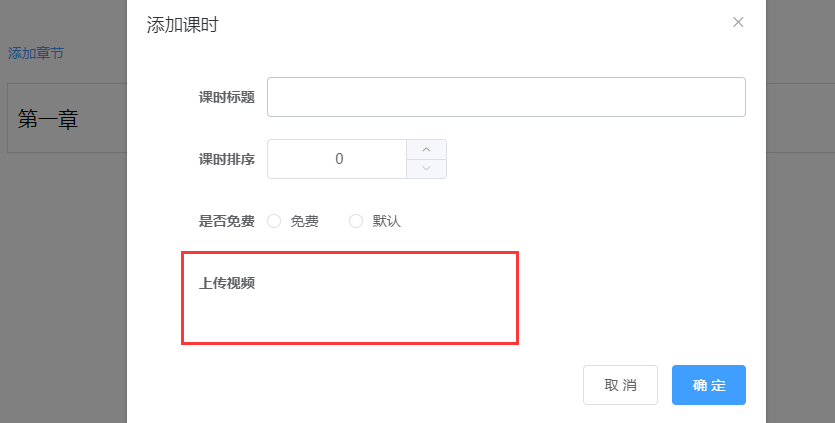 添加课时
添加章节
第一章
课时标题
课时排序 0
是否免费 免费 默认
上传视频
取 消 确 定